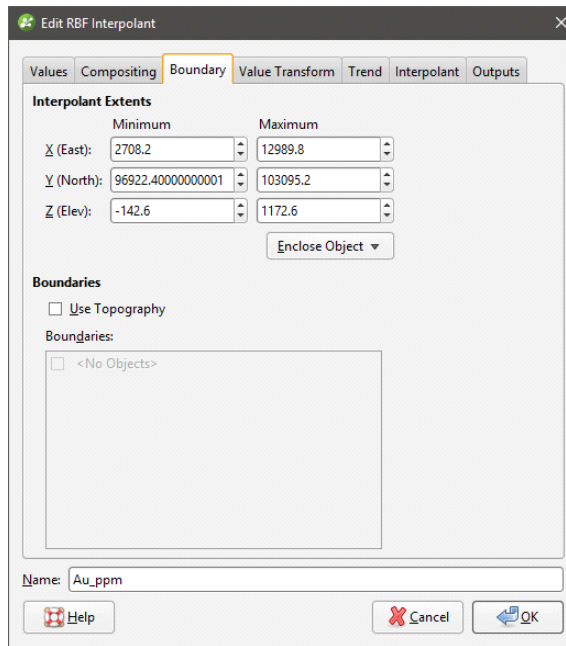 Edit RBF Interpolant
Values Compositing Boundary Value Transform Trend Interpolant Outputs
Interpolant Extents
Minimum Maximum
X (East): 2708.2 12989.8
Y (North): 96922.40000000001 103095.2
Z (Elev): -142.6 1172.6
Enclose Object
Boundaries
Use Topography
Boundaries:
<No Objects>
Name: Au_ppm
Help Cancel OK